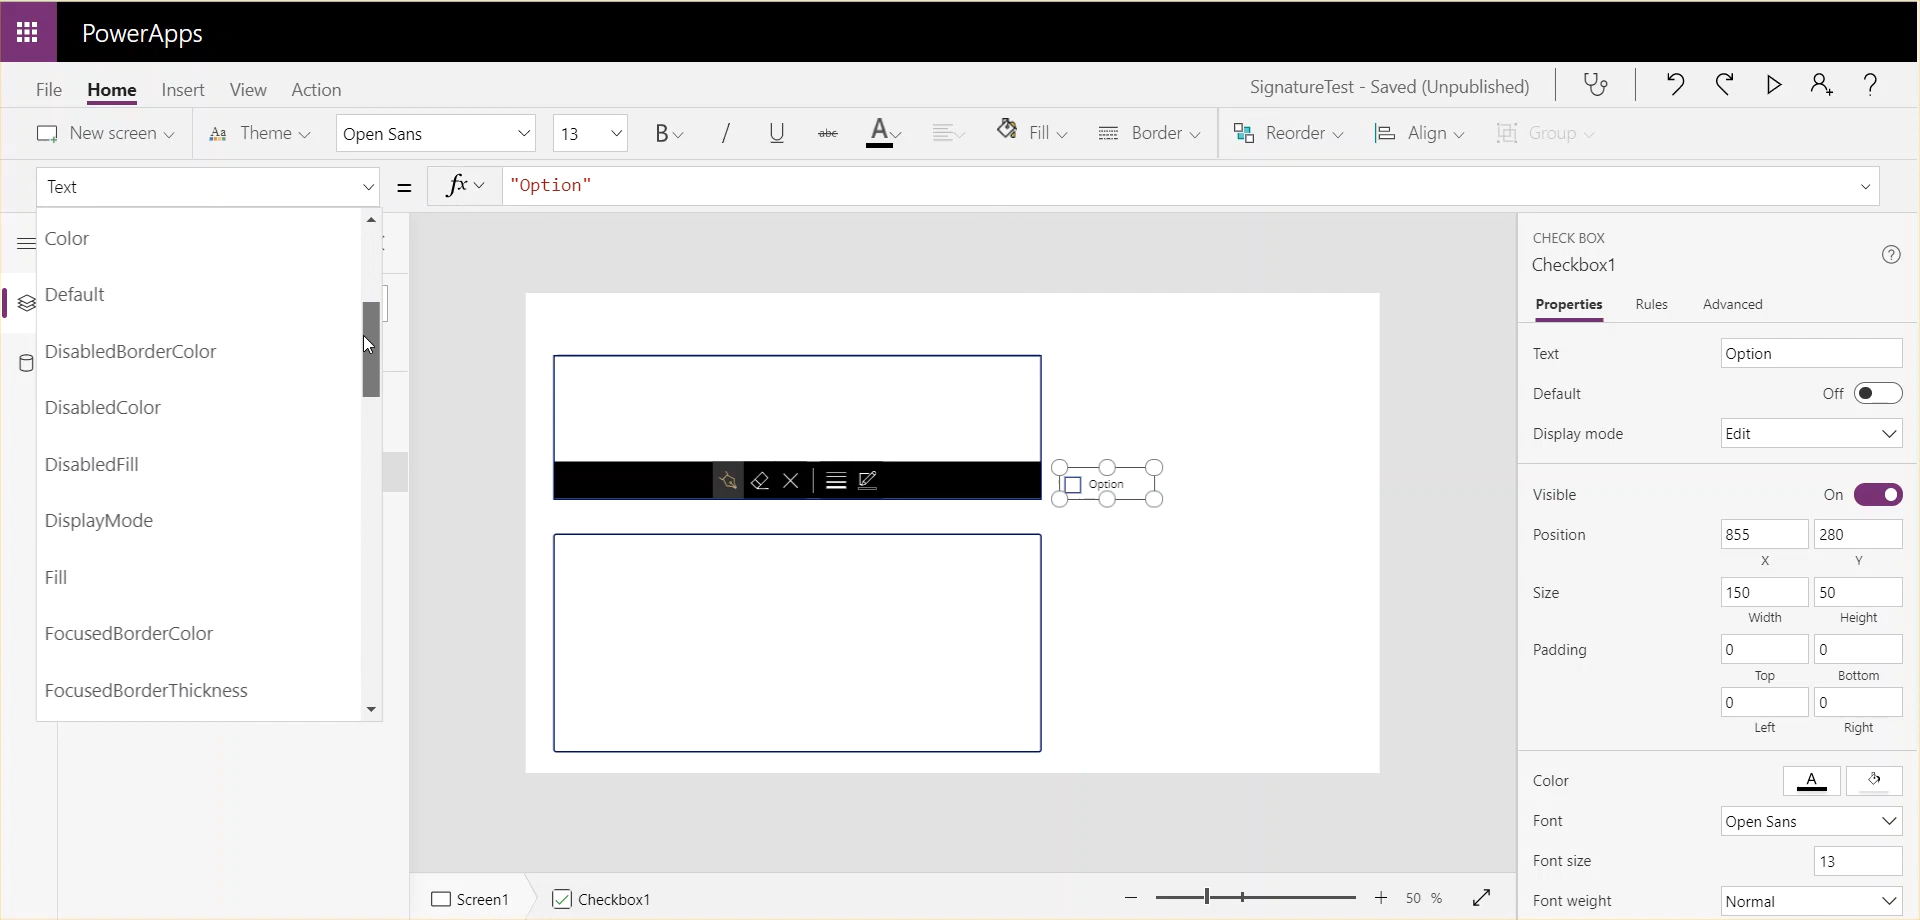 PowerApps
File Home Insert View Action
SignatureTest - Saved (Unpublished)
New screen Theme Open Sans 13 B / U abc A Fill Border Reorder Align Group
Text = fx "Option"
Color
Default
DisabledBorderColor
DisabledColor
DisabledFill
DisplayMode
Fill
FocusedBorderColor
FocusedBorderThickness
Option
CHECK BOX
Checkbox1
Properties Rules Advanced
Text Option
Default Off
Display mode Edit
Visible On
Position 855 280
X Y
Size 150 50
Width Height
Padding 0 0
Top Bottom
0 0
Left Right
Color A
Font Open Sans
Font size 13
Font weight Normal
Screen1 Checkbox1
50 %